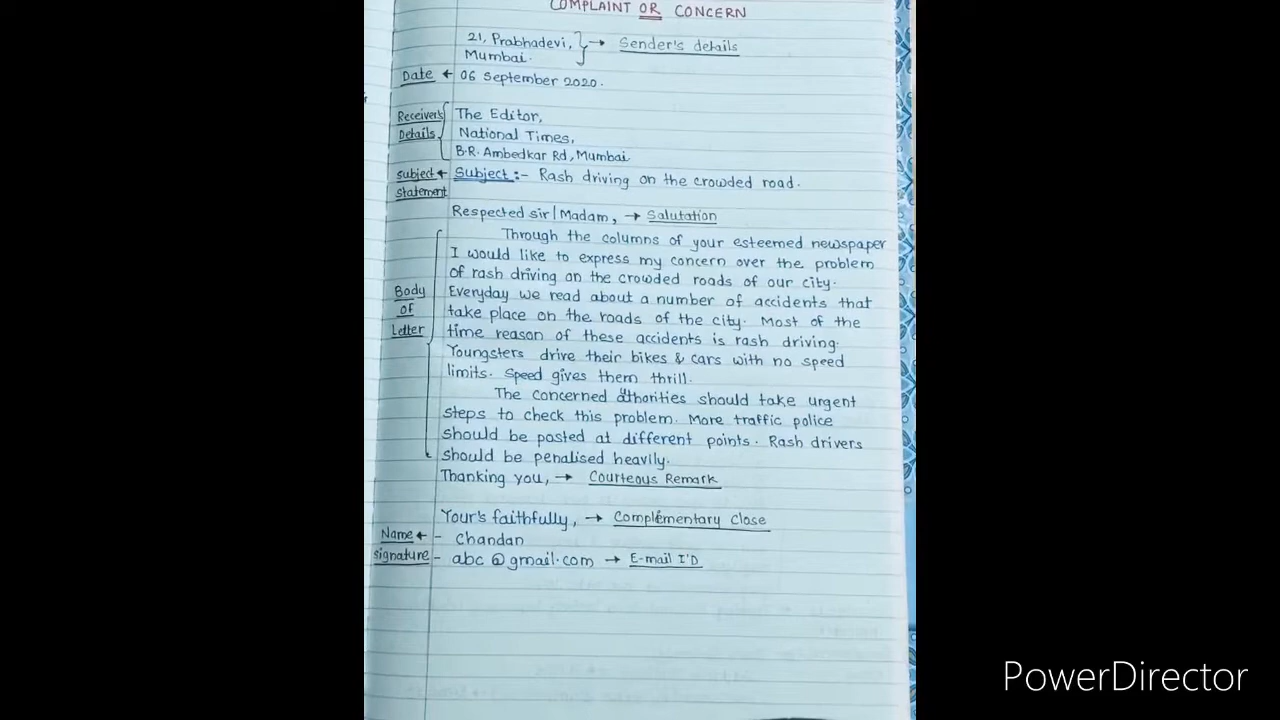 COMPLAINT OR CONCERN
21, Prabhadevi, → Sender's details
Mumbai.
Date ← 06 September 2020.
Receiver's The Editor,
Details National Times,
B.R. Ambedkar Rd, Mumbai
Subject ← Subject :- Rash driving on the crowded road.
Statement
Respected sir/Madam, → Salutation
Through the columns of your esteemed newspaper
I would like to express my concern over the problem
of rash driving on the crowded roads of our city.
Body Everyday we read about a number of accidents that
OF take place on the roads of the city. Most of the
Letter time reason of these accidents is rash driving.
Youngsters drive their bikes & cars with no speed
limits. Speed gives them thrill.
The concerned authorities should take urgent
steps to check this problem. More traffic police
should be posted at different points. Rash drivers
should be penalised heavily.
Thanking you, → Courteous Remark
Your's faithfully, → Complementary Close
Name ← - Chandan
Signature - abc@gmail.com → E-mail I'D
PowerDirector